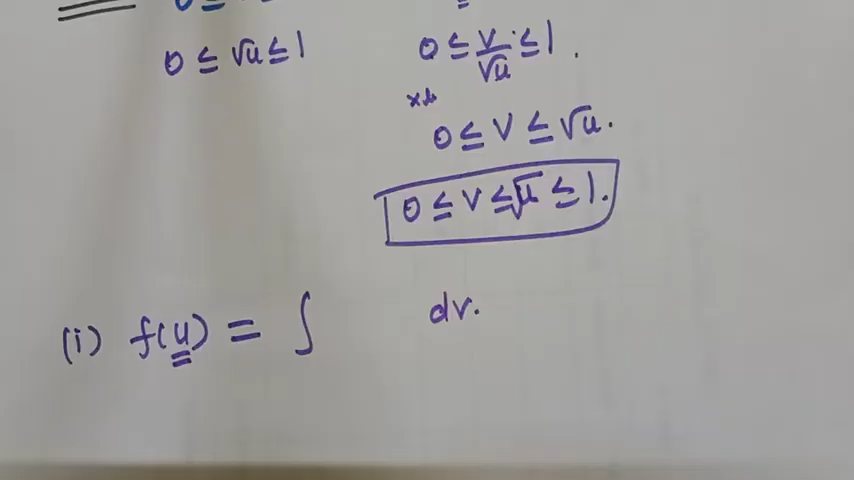 0 ≤ √u ≤ 1
0 ≤ v/√u ≤ 1.
0 ≤ v ≤ √u.
0 ≤ v ≤ √u ≤ 1.
(i) f(u) = ∫ dv.